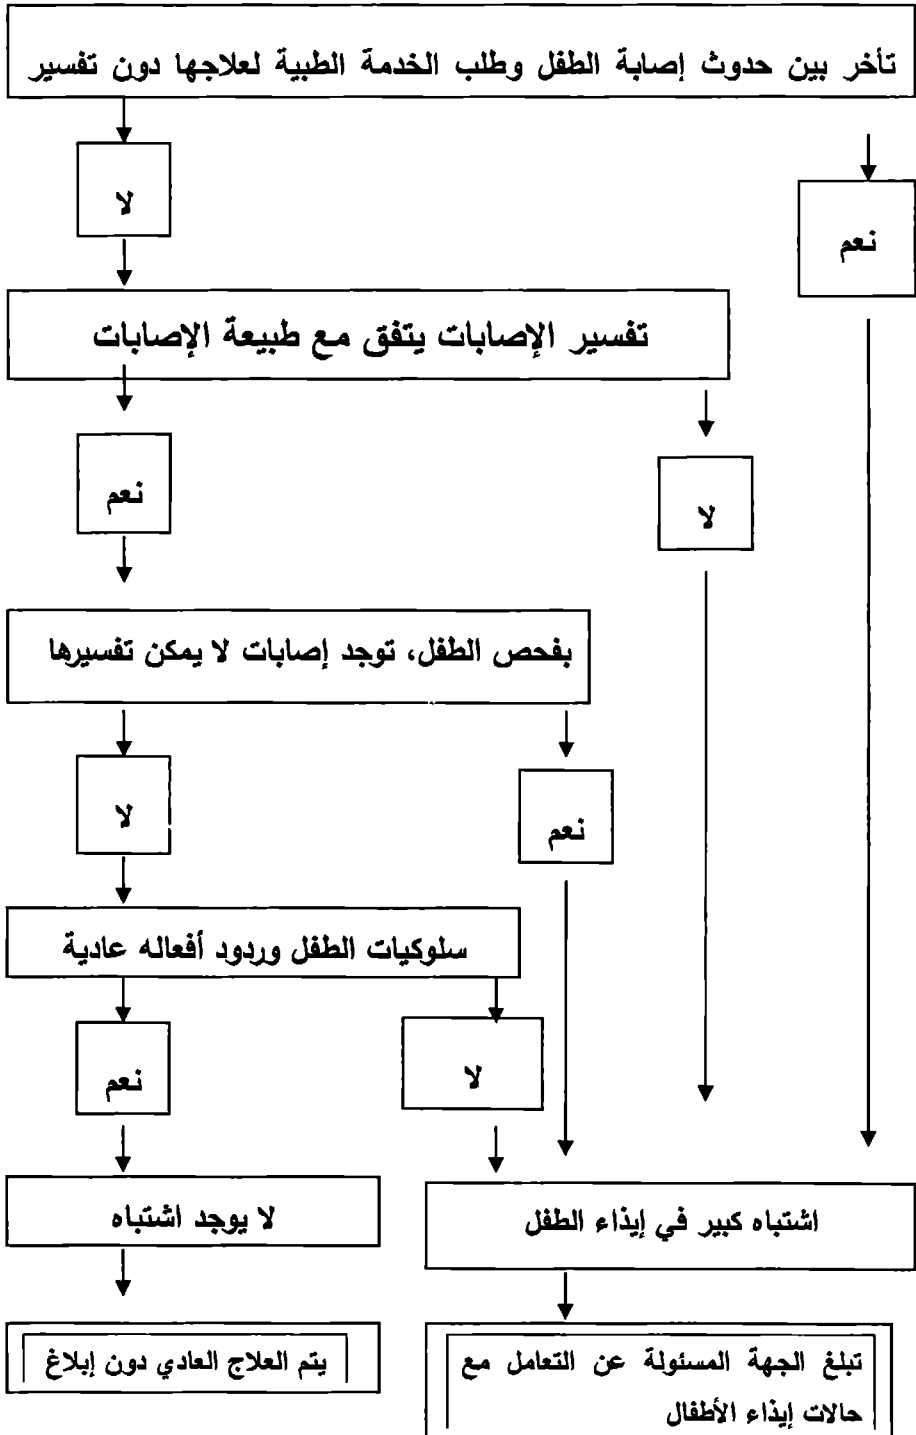 تأخر بين حدوث إصابة الطفل وطلب الخدمة الطبية لعلاجها دون تفسير
لا
نعم
تفسير الإصابات يتفق مع طبيعة الإصابات
نعم
لا
بفحص الطفل، توجد إصابات لا يمكن تفسيرها
لا
نعم
سلوكيات الطفل وردود أفعاله عادية
نعم
لا
اشتباه كبير في إيذاء الطفل
لا يوجد اشتباه
تبلغ الجهة المسئولة عن التعامل مع
حالات إيذاء الأطفال
يتم العلاج العادي دون إبلاغ